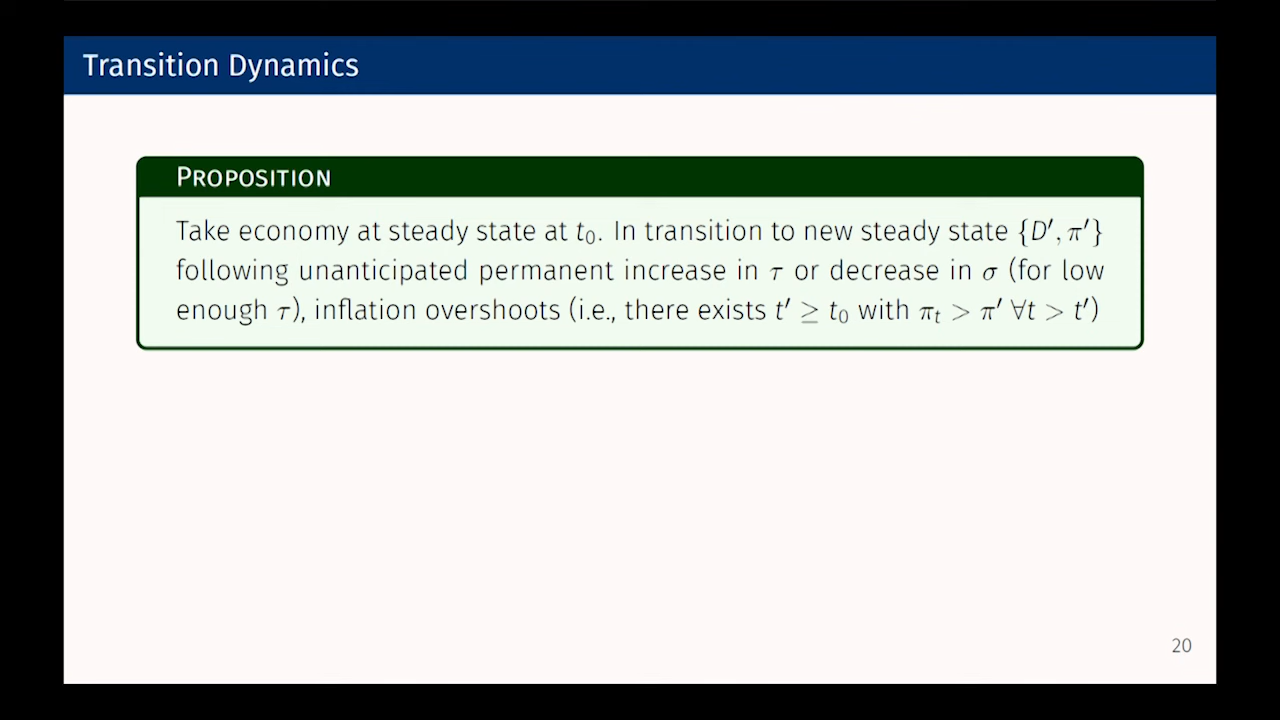 Transition Dynamics
PROPOSITION
Take economy at steady state at t₀. In transition to new steady state {D′, π′}
following unanticipated permanent increase in τ or decrease in σ (for low
enough τ), inflation overshoots (i.e., there exists t′ ≥ t₀ with πₜ > π′ ∀t > t′)
20